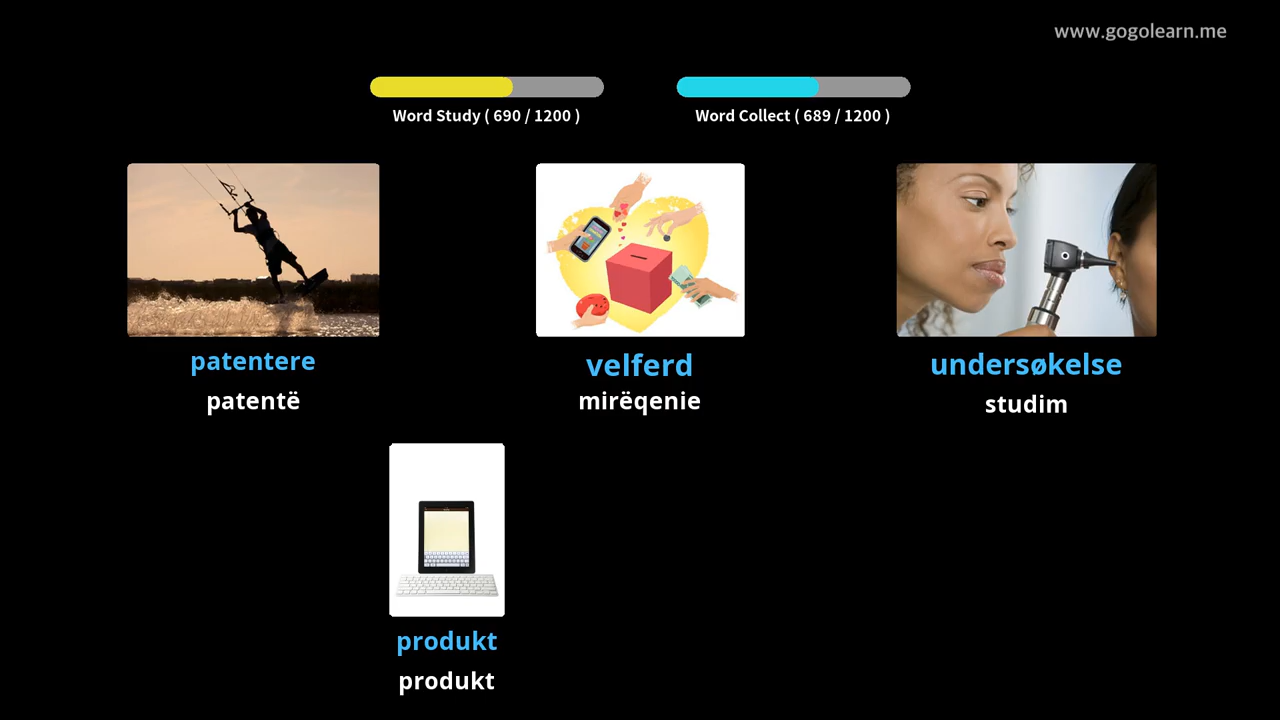 www.gogolearn.me
Word Study ( 690 / 1200 )
Word Collect ( 689 / 1200 )
patentere
patentë
velferd
mirëqenie
undersøkelse
studim
produkt
produkt